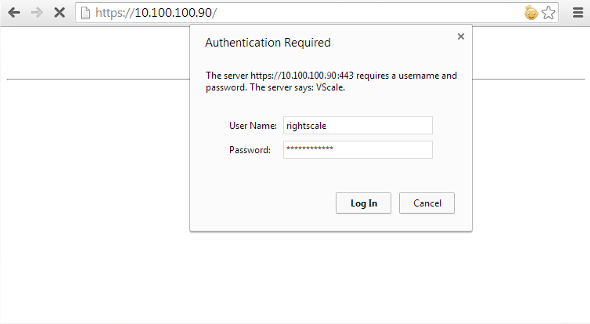 https://10.100.100.90/
Authentication Required
The server https://10.100.100.90:443 requires a username and
password. The server says: VScale.
User Name: rightscale
Password: ************
Log In Cancel